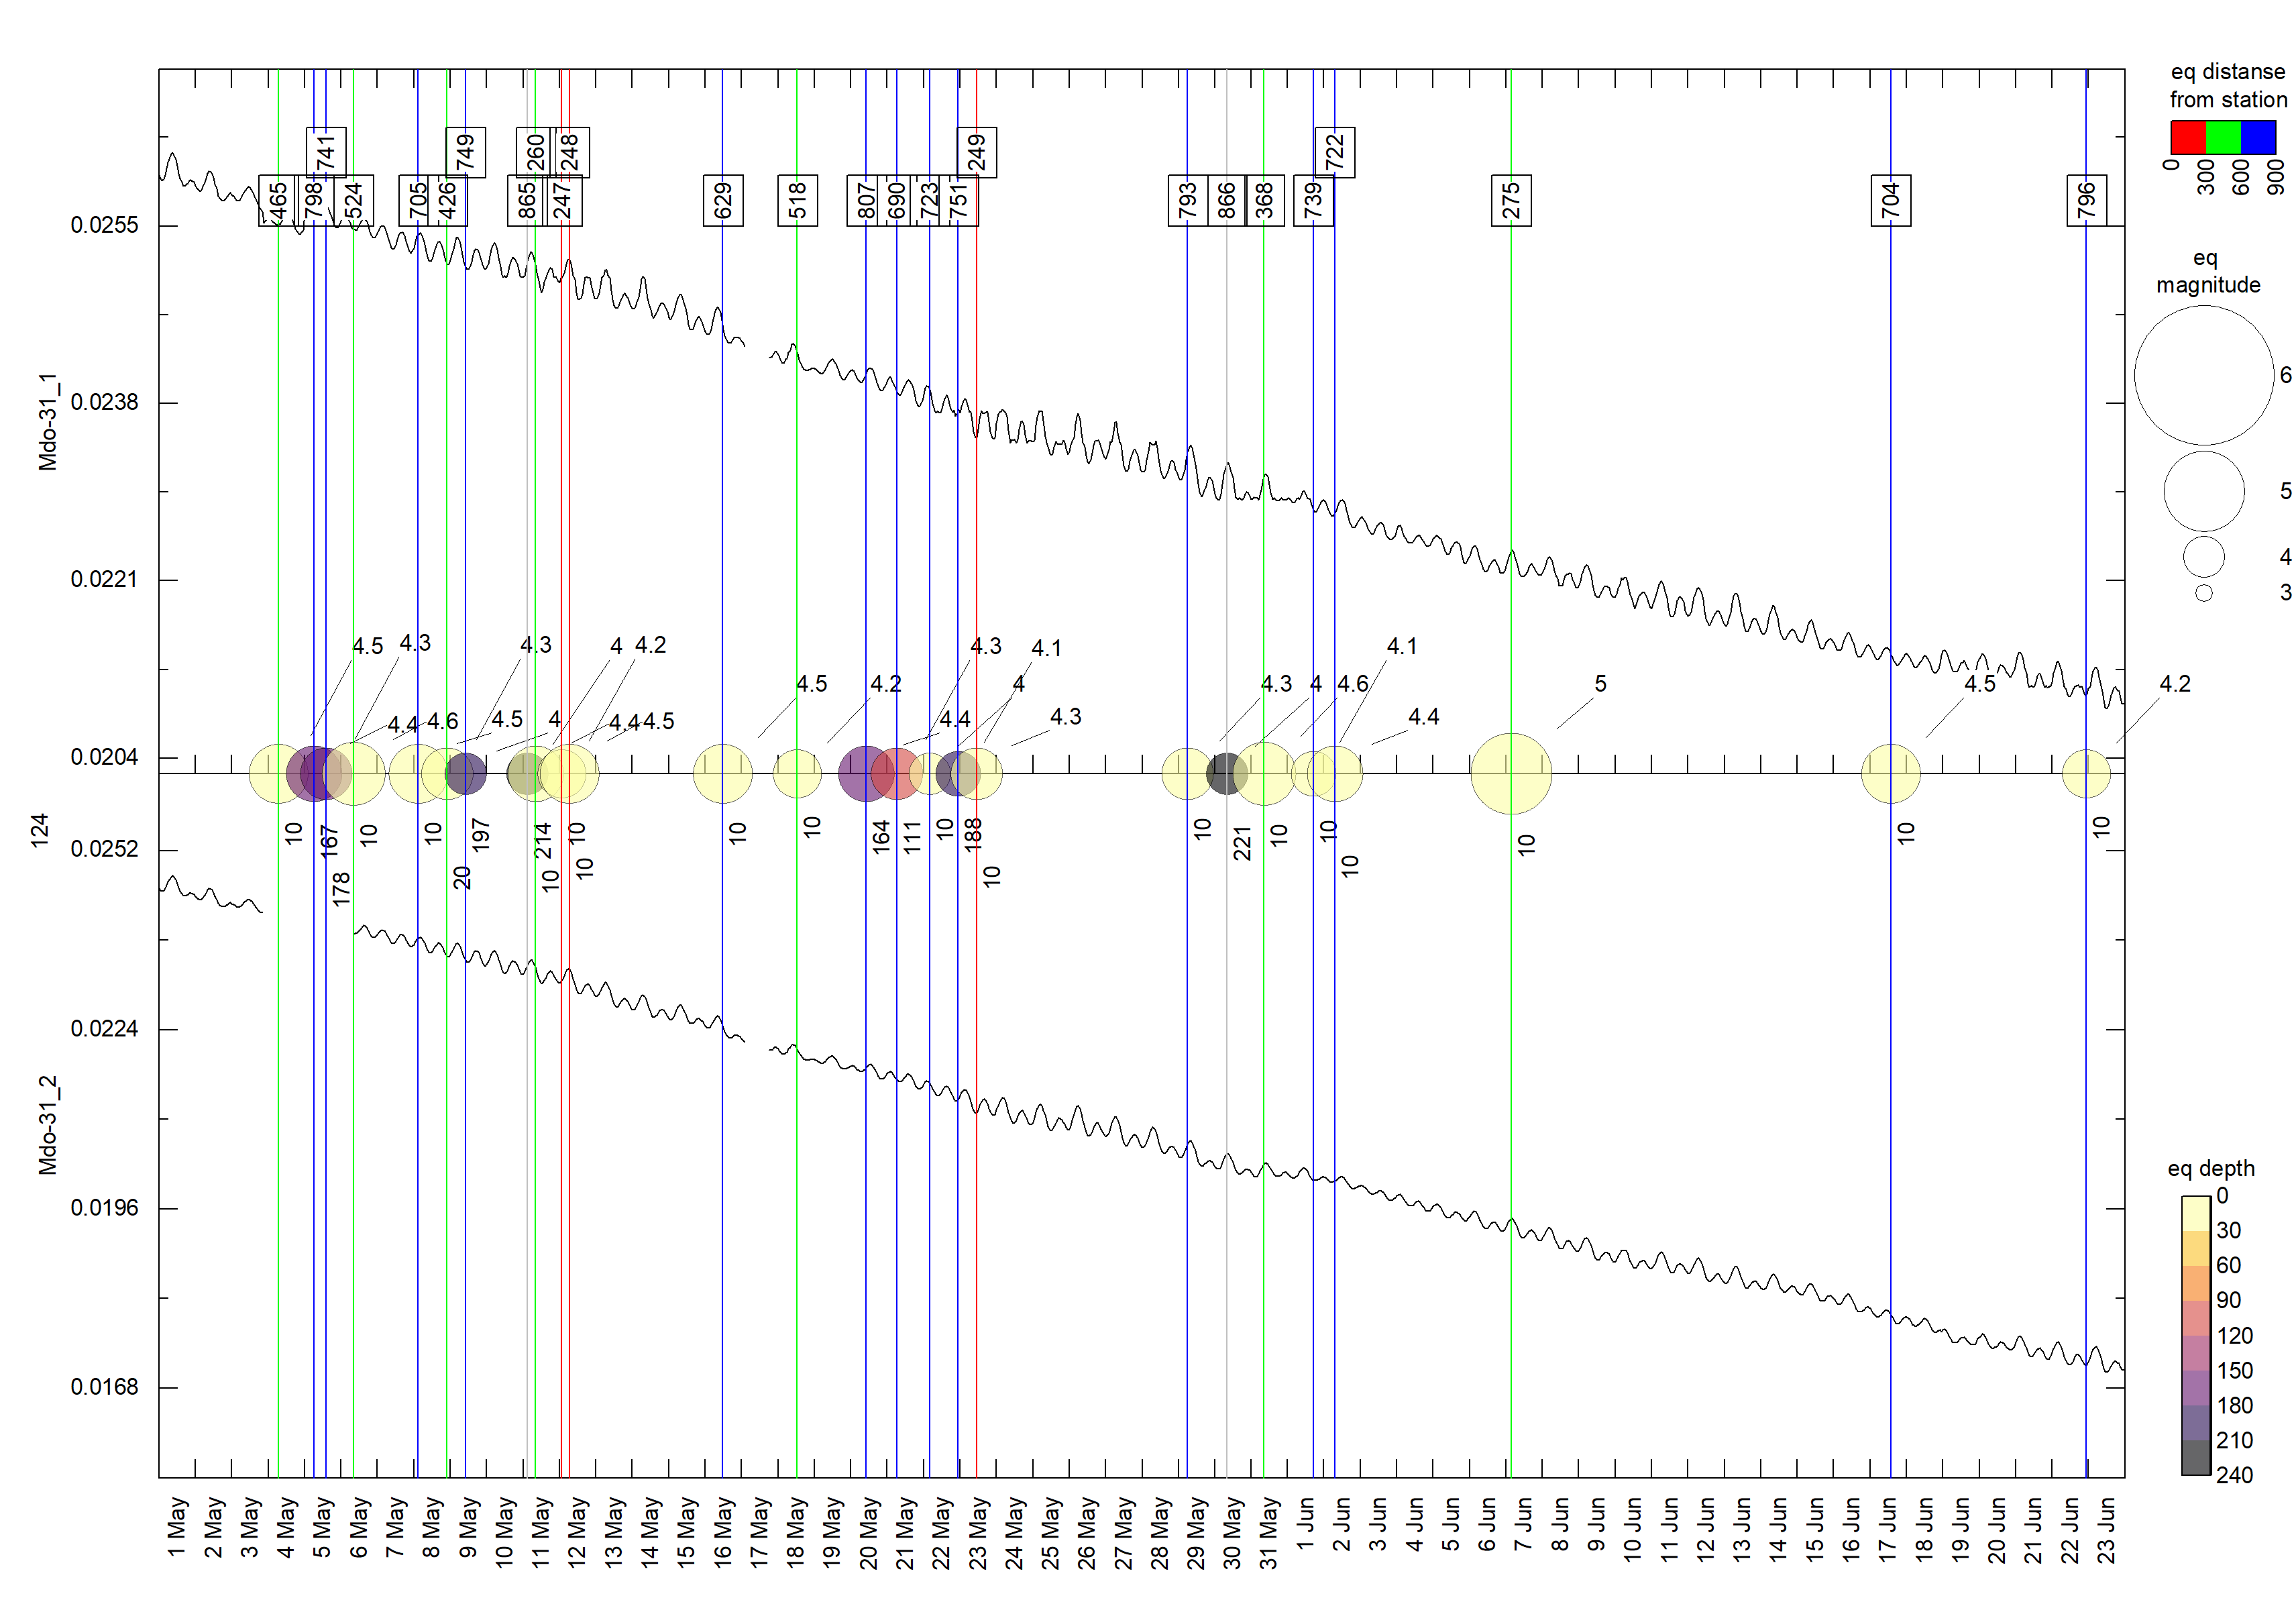 eq distanse
from station
0
300
600
900
741
749
260
248
249
722
465
798
524
705
426
865
247
629
518
807
690
723
751
793
866
368
739
275
704
796
0.0255
0.0238
0.0221
0.0204
Mdo-31_1
eq
magnitude
6
5
4
3
4.5
4.3
4.3
4
4.2
4.3
4.1
4.1
4.5
4.2
4
4.3
4
4.6
5
4.5
4.2
4.4
4.6
4.5
4
4.4
4.5
4.4
4.3
4.4
124
10
167
178
10
10
20
197
214
10
10
10
10
10
164
111
10
188
10
10
221
10
10
10
10
10
10
0.0252
0.0224
0.0196
0.0168
Mdo-31_2
eq depth
0
30
60
90
120
150
180
210
240
1 May
2 May
3 May
4 May
5 May
6 May
7 May
8 May
9 May
10 May
11 May
12 May
13 May
14 May
15 May
16 May
17 May
18 May
19 May
20 May
21 May
22 May
23 May
24 May
25 May
26 May
27 May
28 May
29 May
30 May
31 May
1 Jun
2 Jun
3 Jun
4 Jun
5 Jun
6 Jun
7 Jun
8 Jun
9 Jun
10 Jun
11 Jun
12 Jun
13 Jun
14 Jun
15 Jun
16 Jun
17 Jun
18 Jun
19 Jun
20 Jun
21 Jun
22 Jun
23 Jun